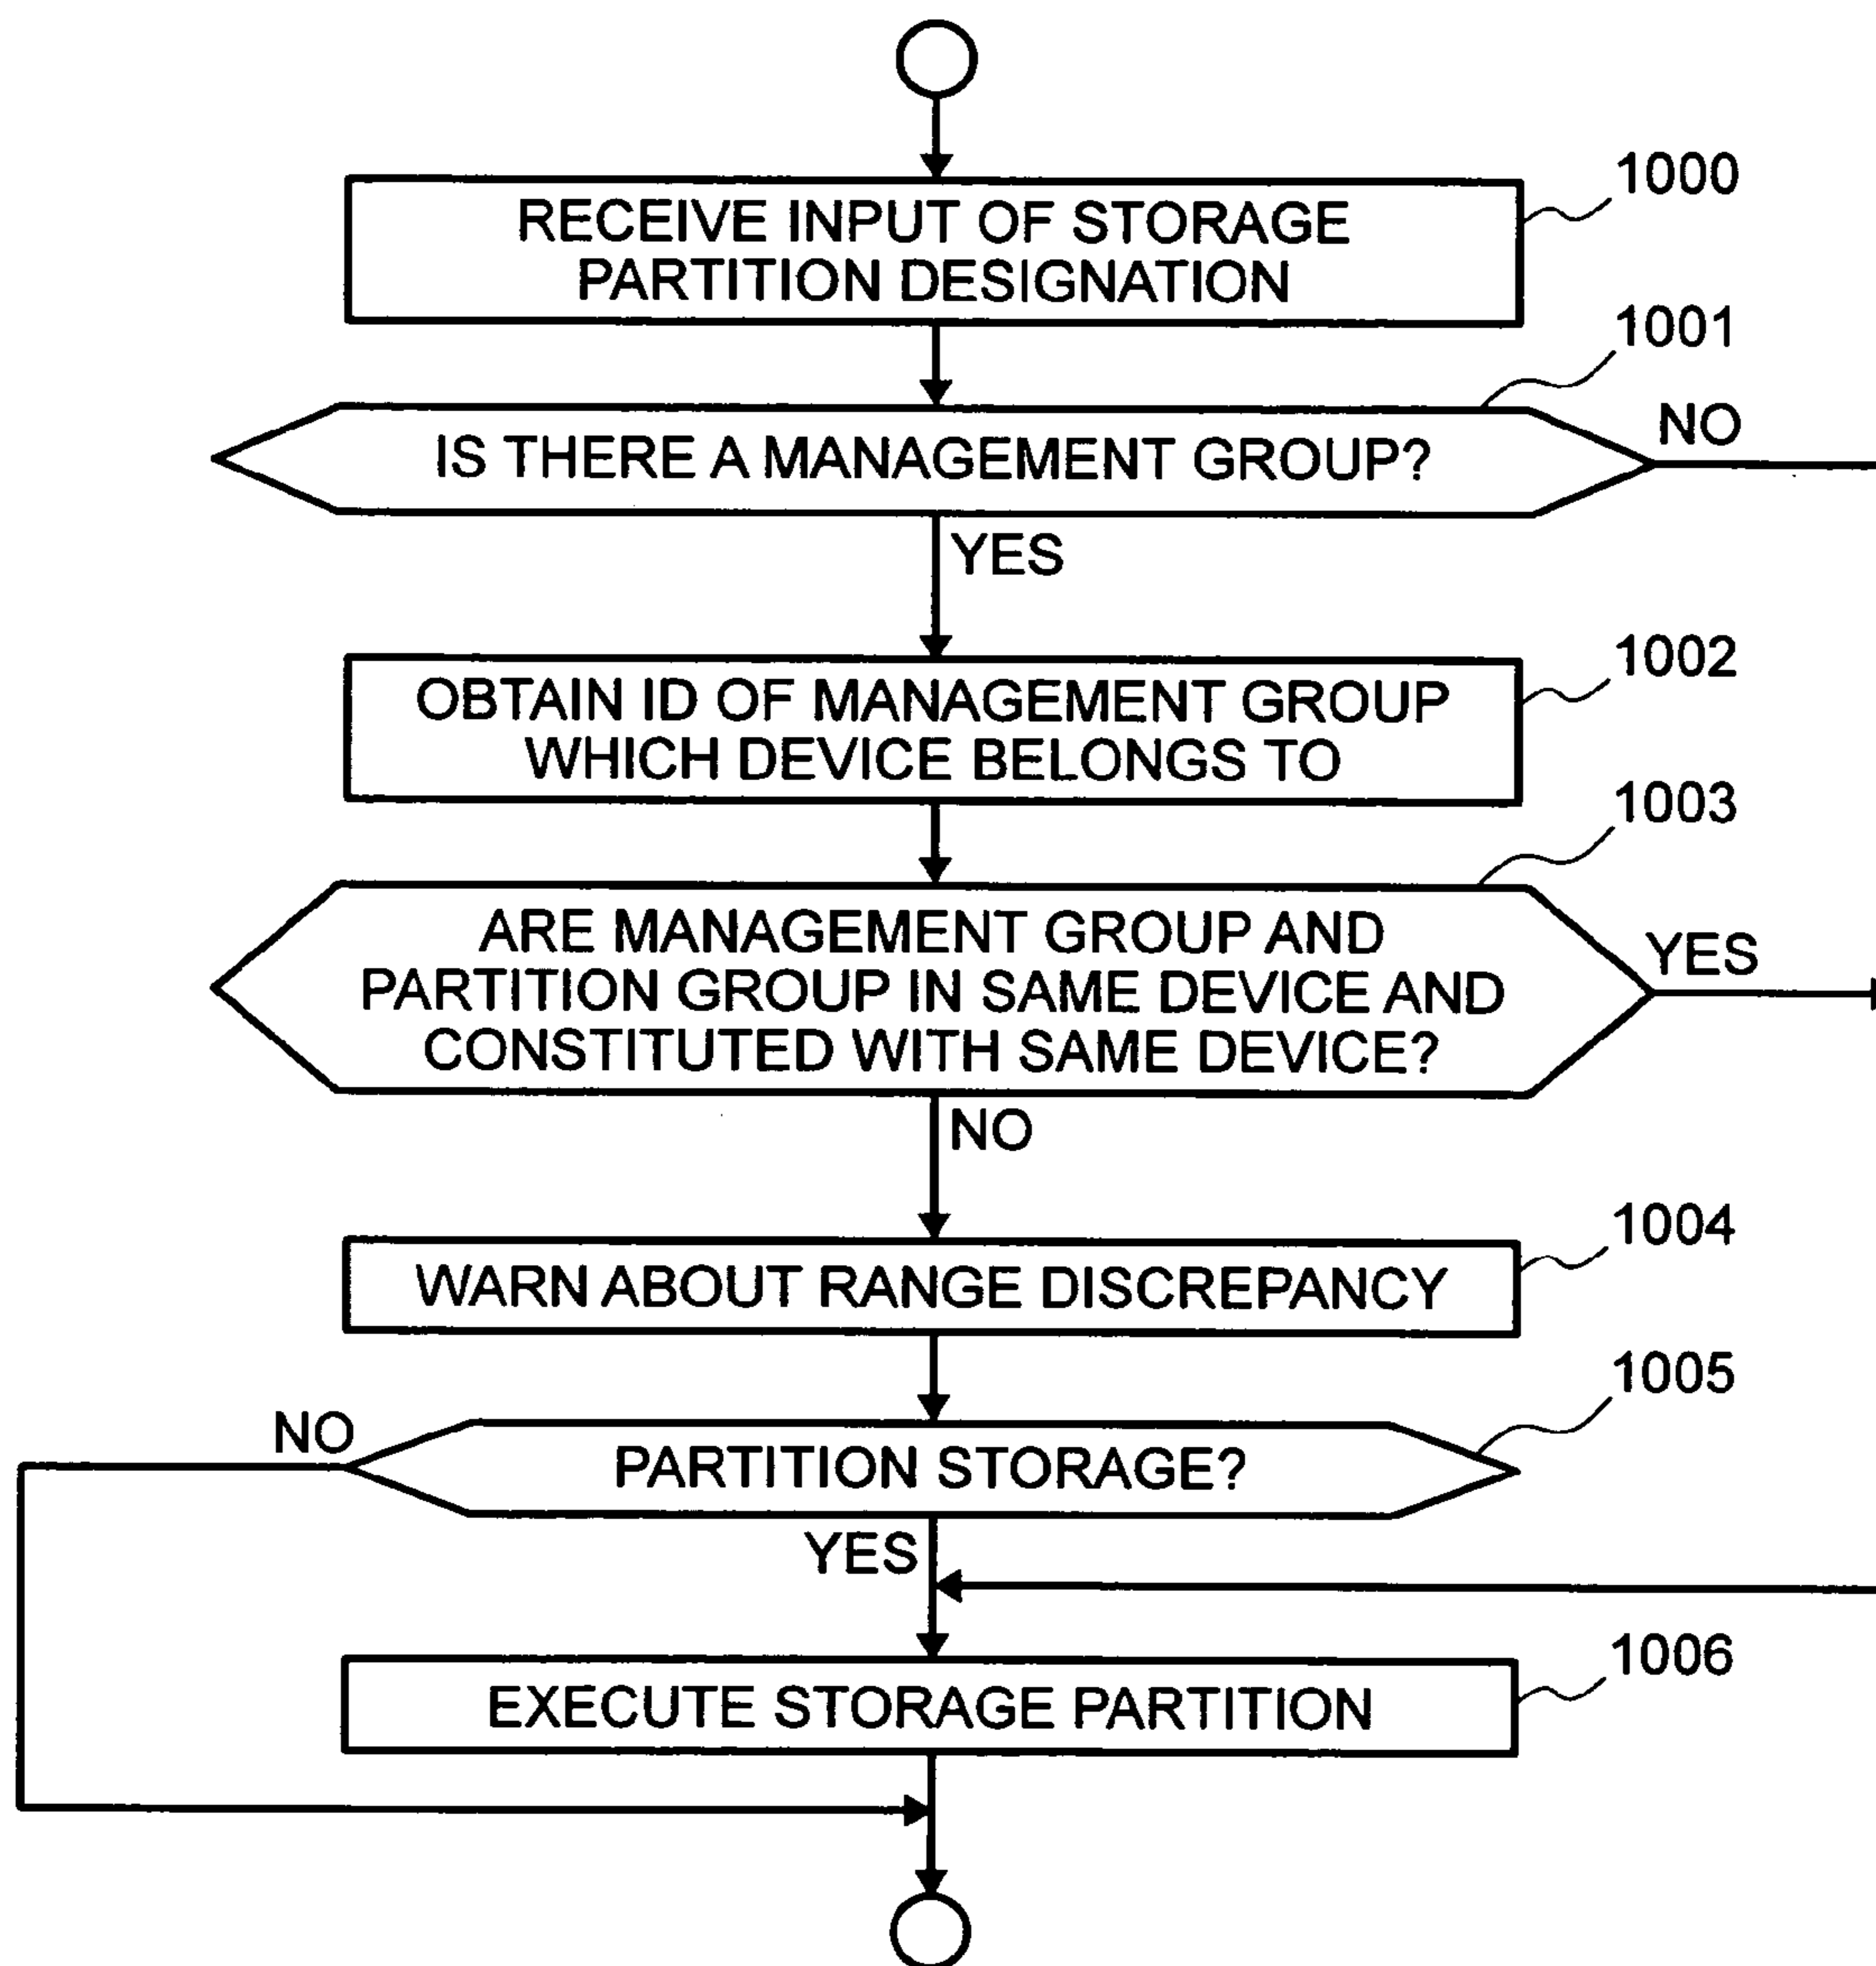 1000
RECEIVE INPUT OF STORAGE
PARTITION DESIGNATION
1001
IS THERE A MANAGEMENT GROUP?
NO
YES
1002
OBTAIN ID OF MANAGEMENT GROUP
WHICH DEVICE BELONGS TO
1003
ARE MANAGEMENT GROUP AND
PARTITION GROUP IN SAME DEVICE AND
CONSTITUTED WITH SAME DEVICE?
YES
NO
1004
WARN ABOUT RANGE DISCREPANCY
1005
NO
PARTITION STORAGE?
YES
1006
EXECUTE STORAGE PARTITION